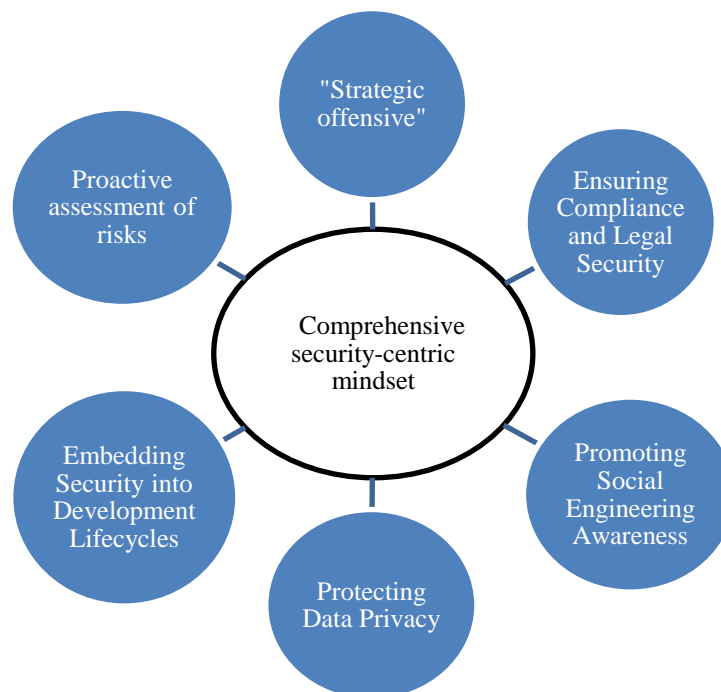 "Strategic
offensive"
Proactive
assessment of
risks
Ensuring
Compliance
and Legal
Security
Comprehensive
security-centric
mindset
Embedding
Security into
Development
Lifecycles
Promoting
Social
Engineering
Awareness
Protecting
Data Privacy